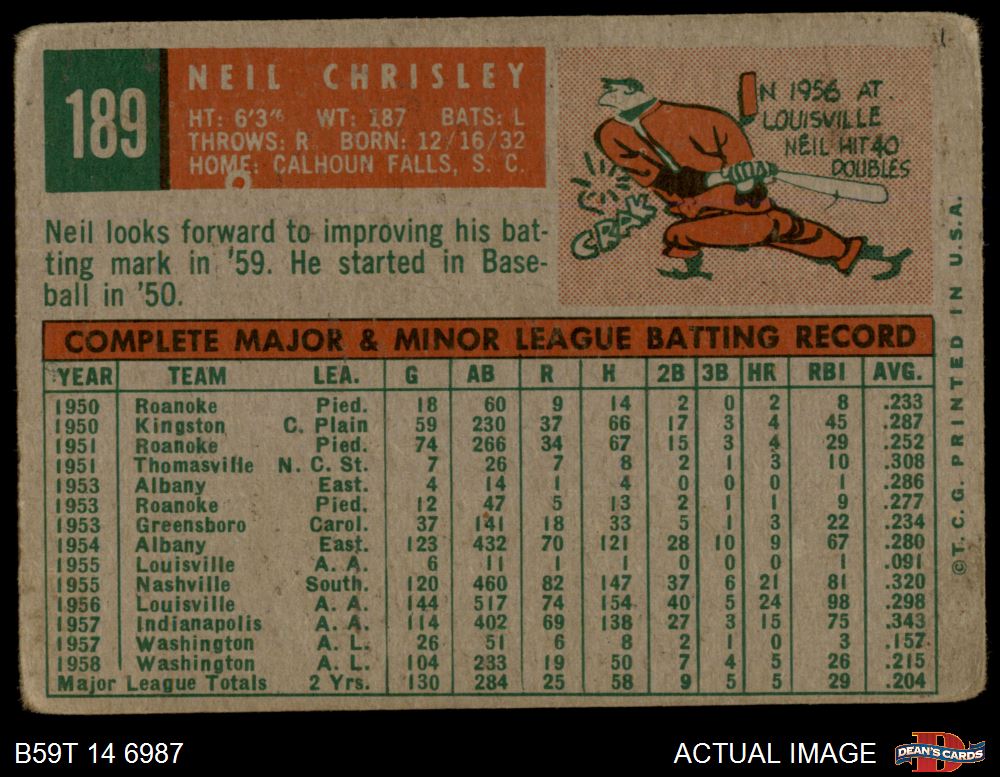 189
NEIL CHRISLEY
HT: 6'3" WT: 187 BATS: L
THROWS: R BORN: 12/16/32
HOME: CALHOUN FALLS, S. C.
IN 1956 AT
LOUISVILLE
NEIL HIT 40
DOUBLES
CRAK
Neil looks forward to improving his bat-
ting mark in '59. He started in Base-
ball in '50.
COMPLETE MAJOR & MINOR LEAGUE BATTING RECORD
YEAR TEAM LEA. G AB R H 2B 3B HR RBI AVG.
1950 Roanoke Pied. 18 60 9 14 2 0 2 8 .233
1950 Kingston C. Plain 59 230 37 66 17 3 4 45 .287
1951 Roanoke Pied. 74 266 34 67 15 3 4 29 .252
1951 Thomasville N. C. St. 7 26 7 8 2 1 3 10 .308
1953 Albany East. 4 14 1 4 0 0 0 1 .286
1953 Roanoke Pied. 12 47 5 13 2 1 1 9 .277
1953 Greensboro Carol. 37 141 18 33 5 1 3 22 .234
1954 Albany East. 123 432 70 121 28 10 9 67 .280
1955 Louisville A. A. 6 11 1 1 0 0 0 1 .091
1955 Nashville South. 120 460 82 147 37 6 21 81 .320
1956 Louisville A. A. 144 517 74 154 40 5 24 98 .298
1957 Indianapolis A. A. 114 402 69 138 27 3 15 75 .343
1957 Washington A. L. 26 51 6 8 2 1 0 3 .157
1958 Washington A. L. 104 233 19 50 7 4 5 26 .215
Major League Totals 2 Yrs. 130 284 25 58 9 5 5 29 .204
©T. C. G. PRINTED IN U.S.A.
B59T 14 6987
ACTUAL IMAGE
DEAN'S CARDS